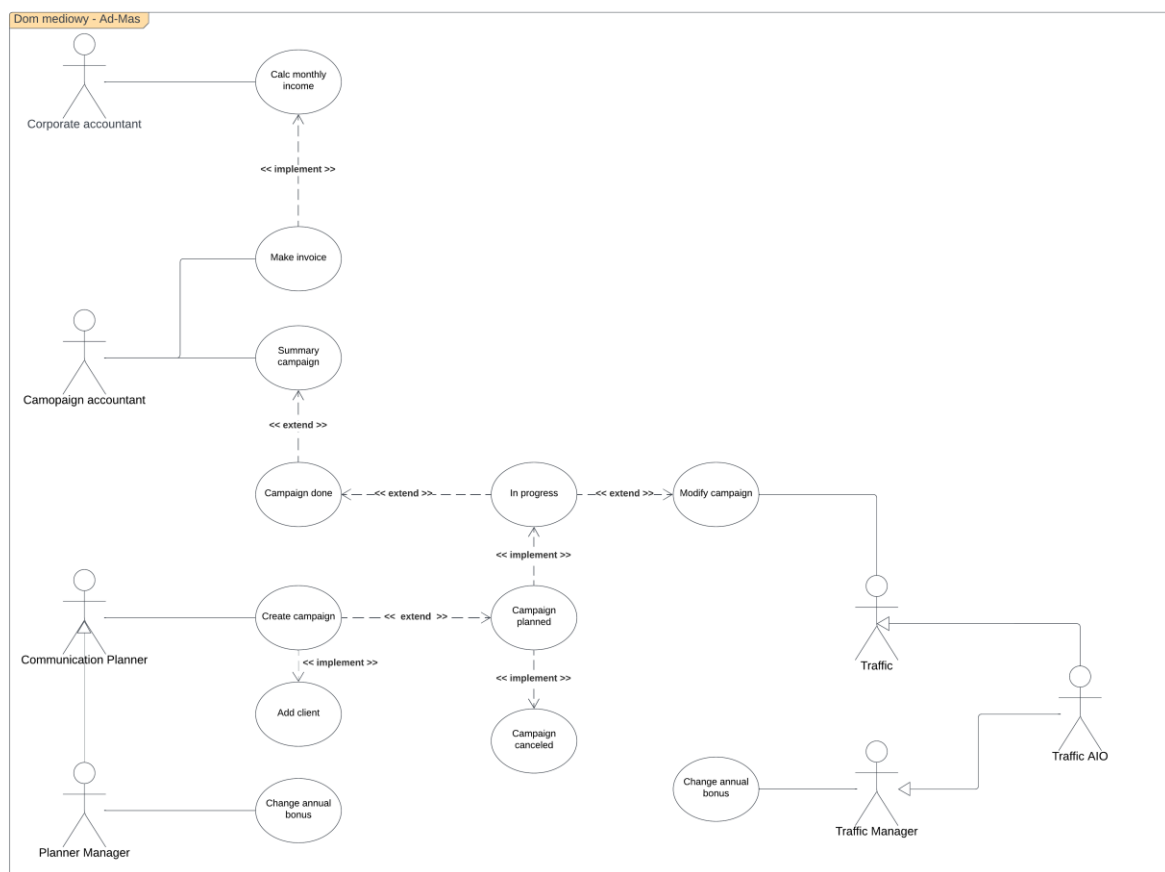 Dom mediowy - Ad-Mas
Calc monthly
income
Corporate accountant
<< implement >>
Make invoice
Summary
campaign
Camopaign accountant
<< extend >>
Campaign done
<< extend >>
In progress
<< extend >>
Modify campaign
<< implement >>
Create campaign
<< extend >>
Campaign
planned
Communication Planner
<< implement >>
Traffic
<< implement >>
Add client
Campaign
canceled
Traffic AIO
Change annual
bonus
Change annual
bonus
Traffic Manager
Planner Manager